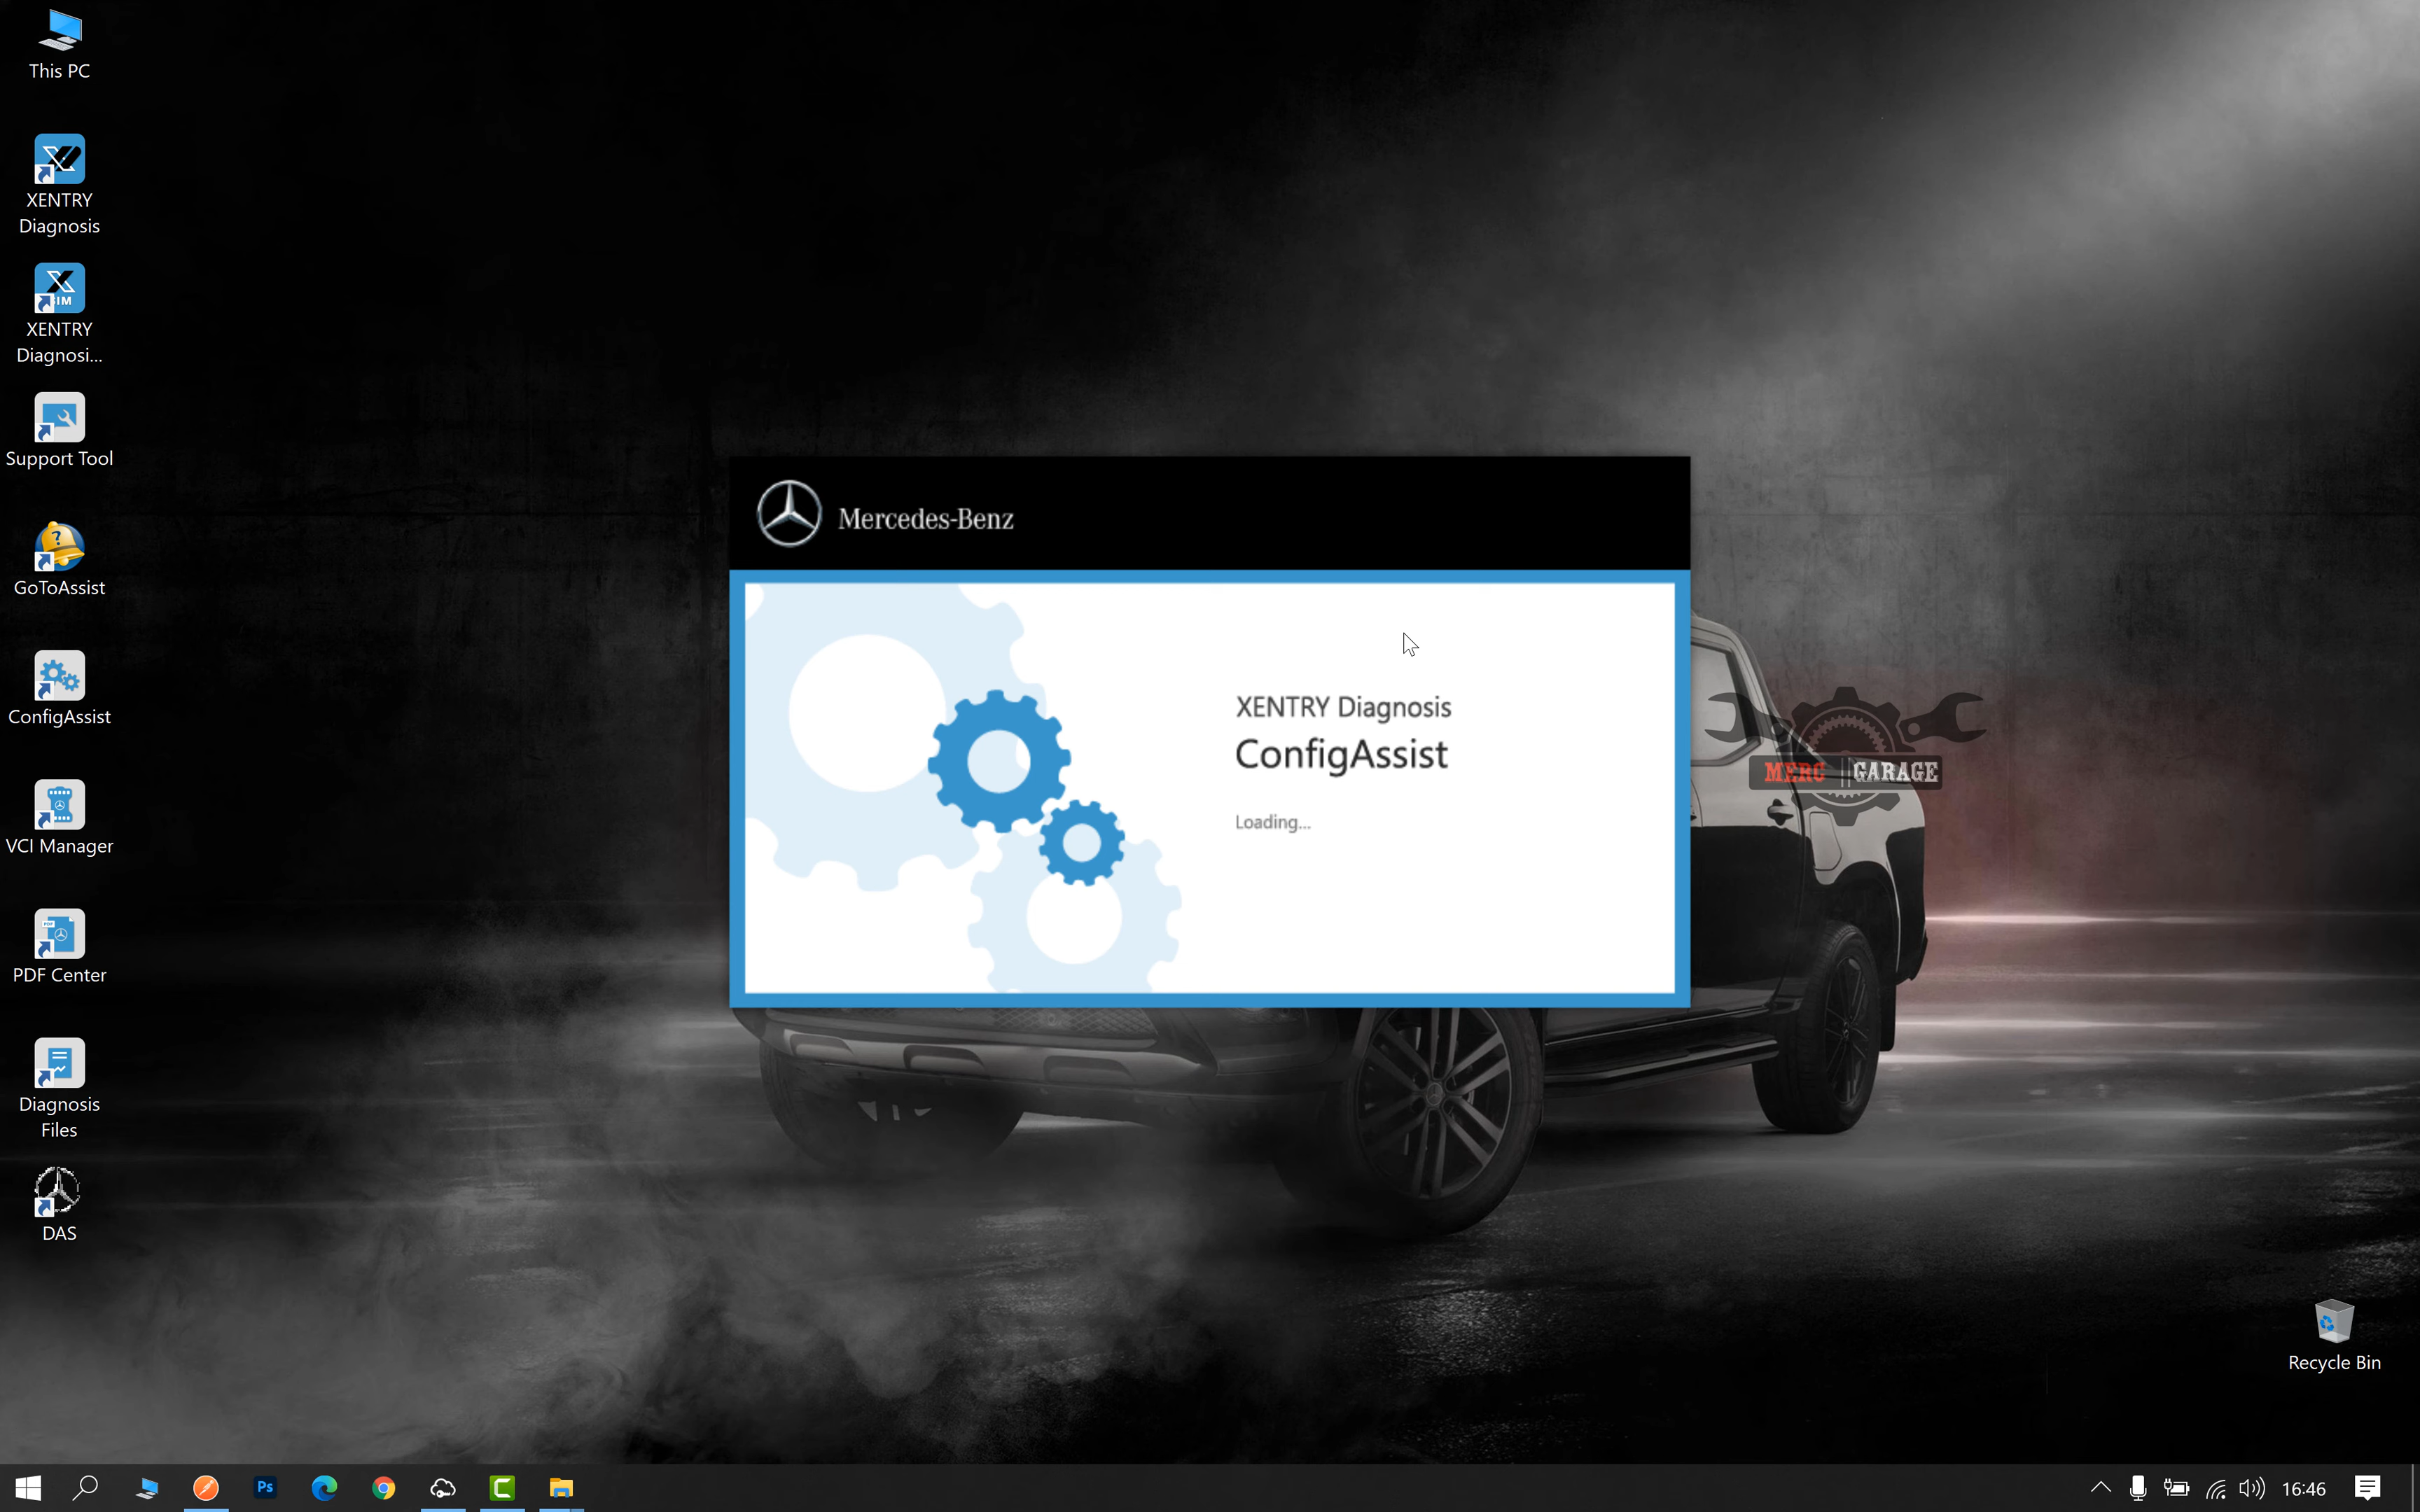 This PC
XENTRY
Diagnosis
XENTRY
Diagnosi...
Support Tool
GoToAssist
ConfigAssist
VCI Manager
PDF Center
Diagnosis
Files
DAS
Mercedes-Benz
XENTRY Diagnosis
ConfigAssist
Loading...
MERC GARAGE
Recycle Bin
Ps
16:46